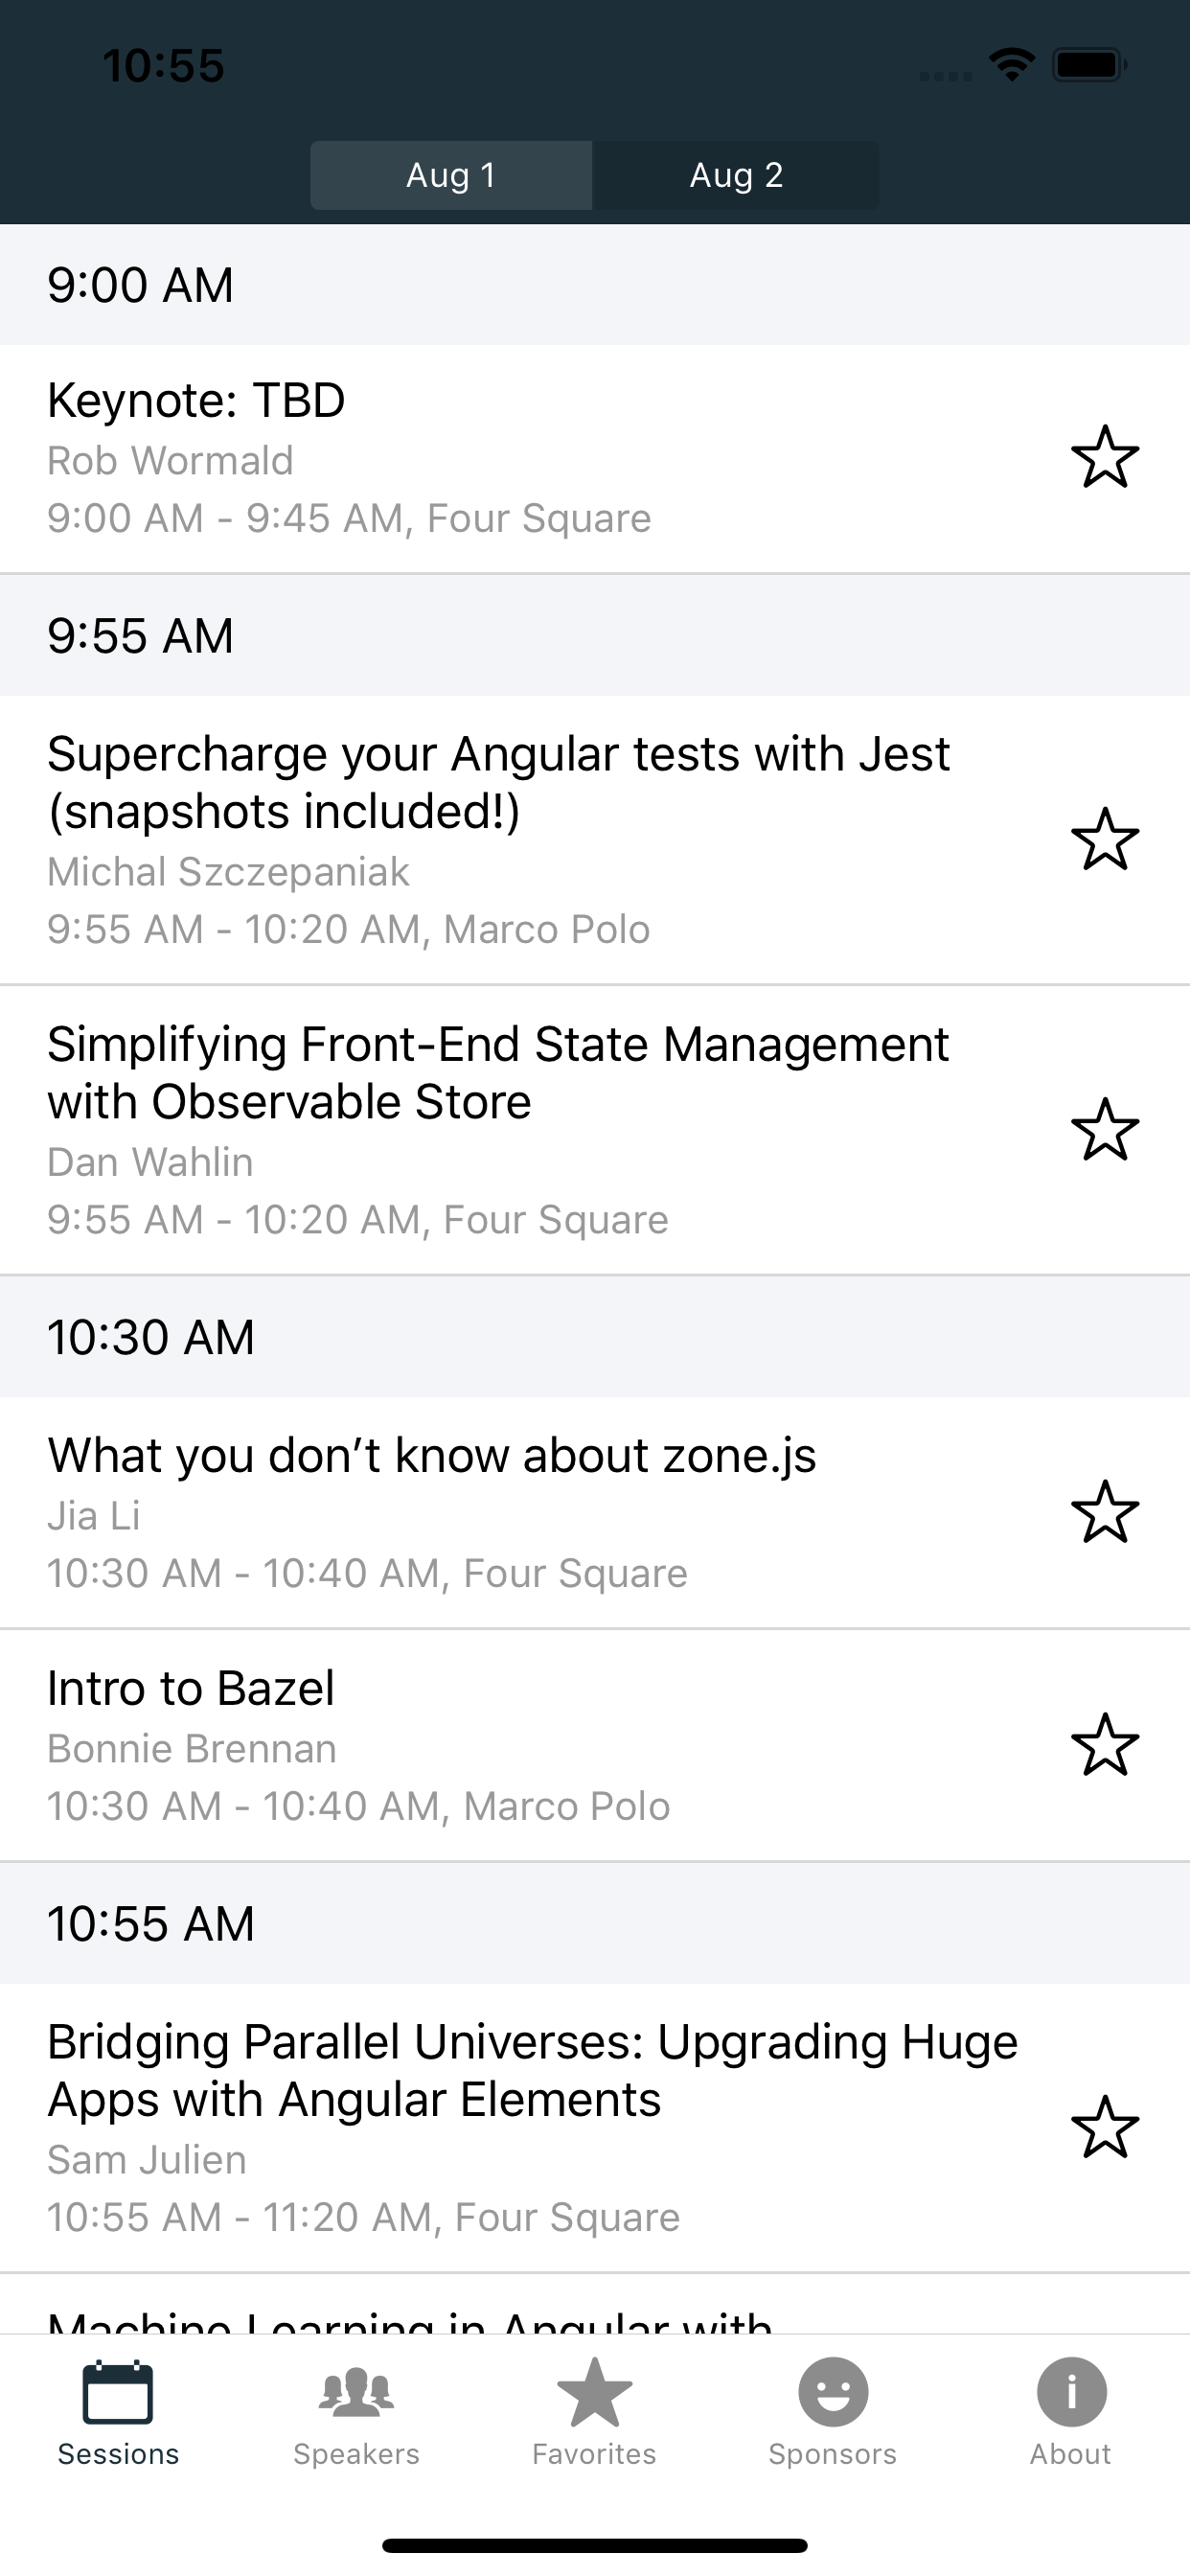 10:55
Aug 1
Aug 2
9:00 AM
Keynote: TBD
Rob Wormald
9:00 AM - 9:45 AM, Four Square
9:55 AM
Supercharge your Angular tests with Jest
(snapshots included!)
Michal Szczepaniak
9:55 AM - 10:20 AM, Marco Polo
Simplifying Front-End State Management
with Observable Store
Dan Wahlin
9:55 AM - 10:20 AM, Four Square
10:30 AM
What you don’t know about zone.js
Jia Li
10:30 AM - 10:40 AM, Four Square
Intro to Bazel
Bonnie Brennan
10:30 AM - 10:40 AM, Marco Polo
10:55 AM
Bridging Parallel Universes: Upgrading Huge
Apps with Angular Elements
Sam Julien
10:55 AM - 11:20 AM, Four Square
Machine Learning in Angular with
Sessions
Speakers
Favorites
Sponsors
About